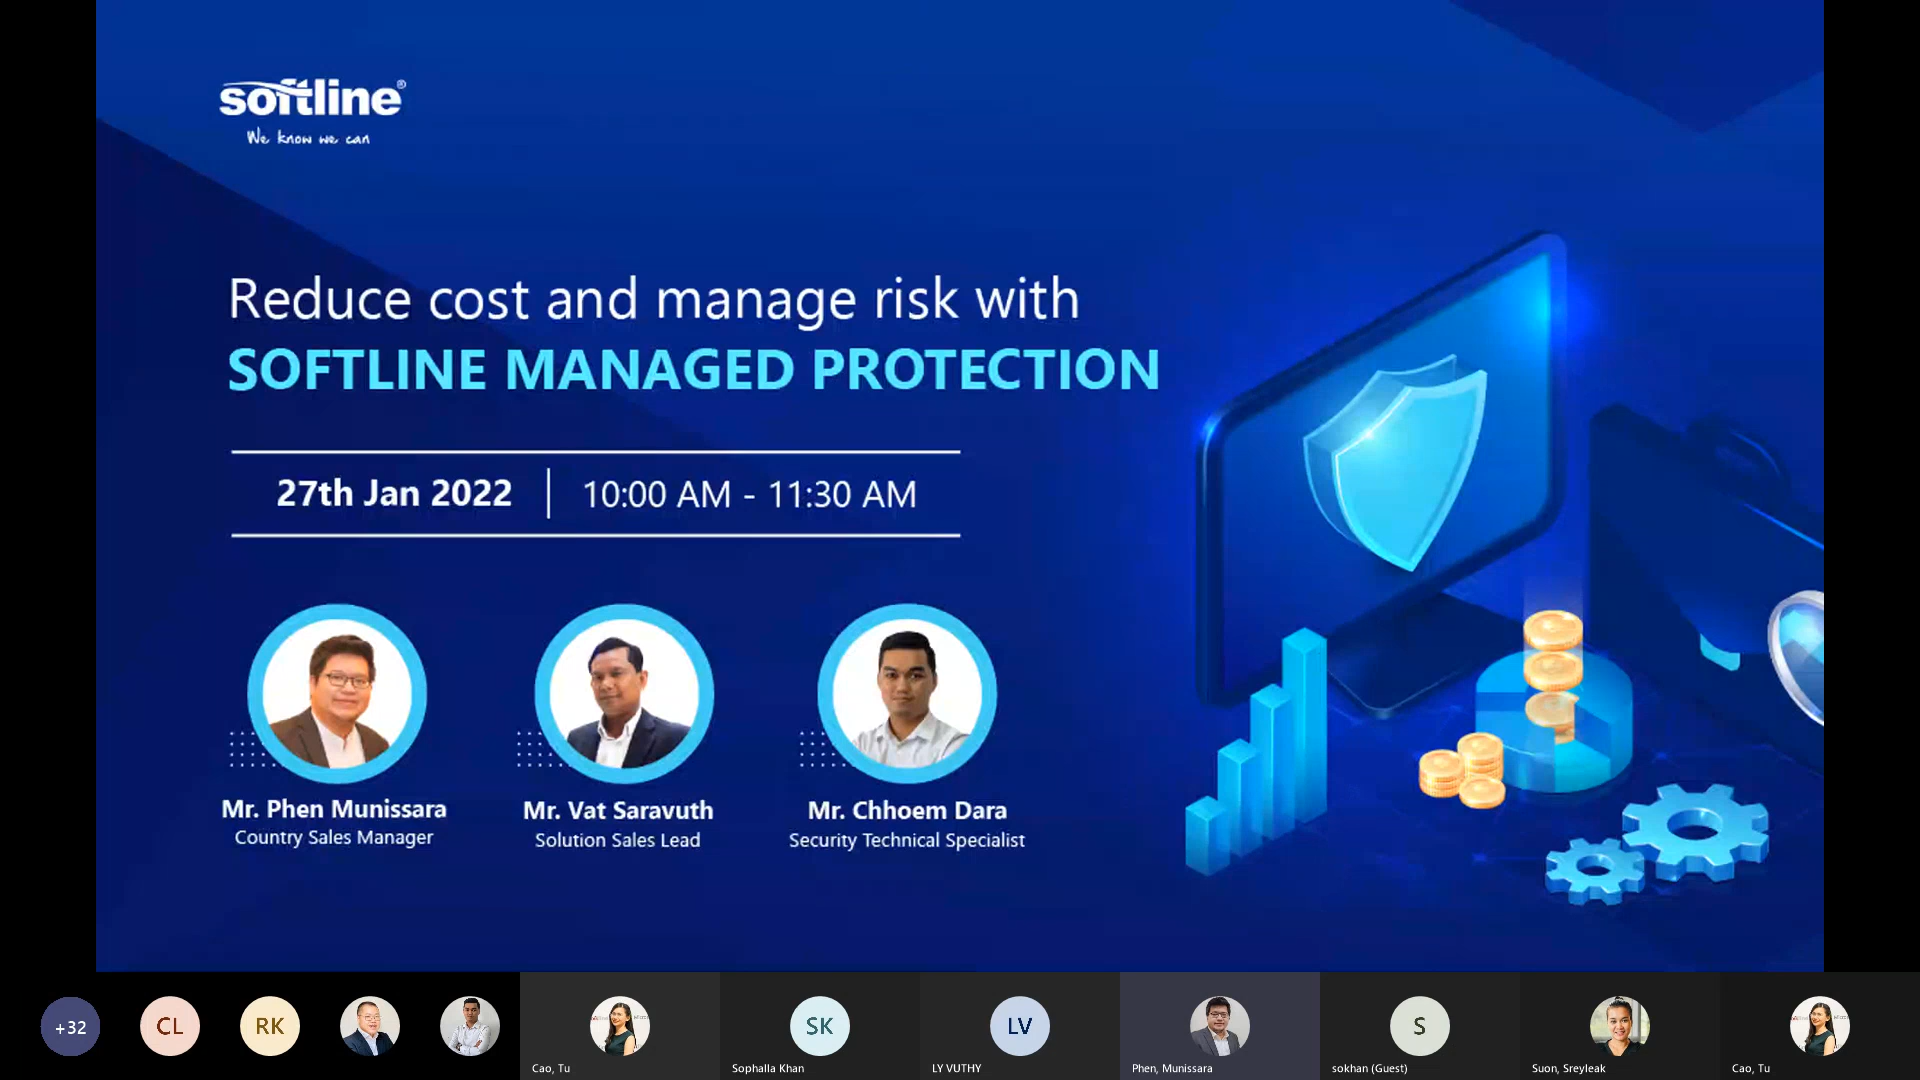 softline®
We know we can
Reduce cost and manage risk with
SOFTLINE MANAGED PROTECTION
27th Jan 2022 10:00 AM - 11:30 AM
Mr. Phen Munissara
Country Sales Manager
Mr. Vat Saravuth
Solution Sales Lead
Mr. Chhoem Dara
Security Technical Specialist
+32
CL
RK
Cao, Tu
SK
Sophalla Khan
LV
LY VUTHY
Phen, Munissara
S
sokhan (Guest)
Suon, Sreyleak
Cao, Tu